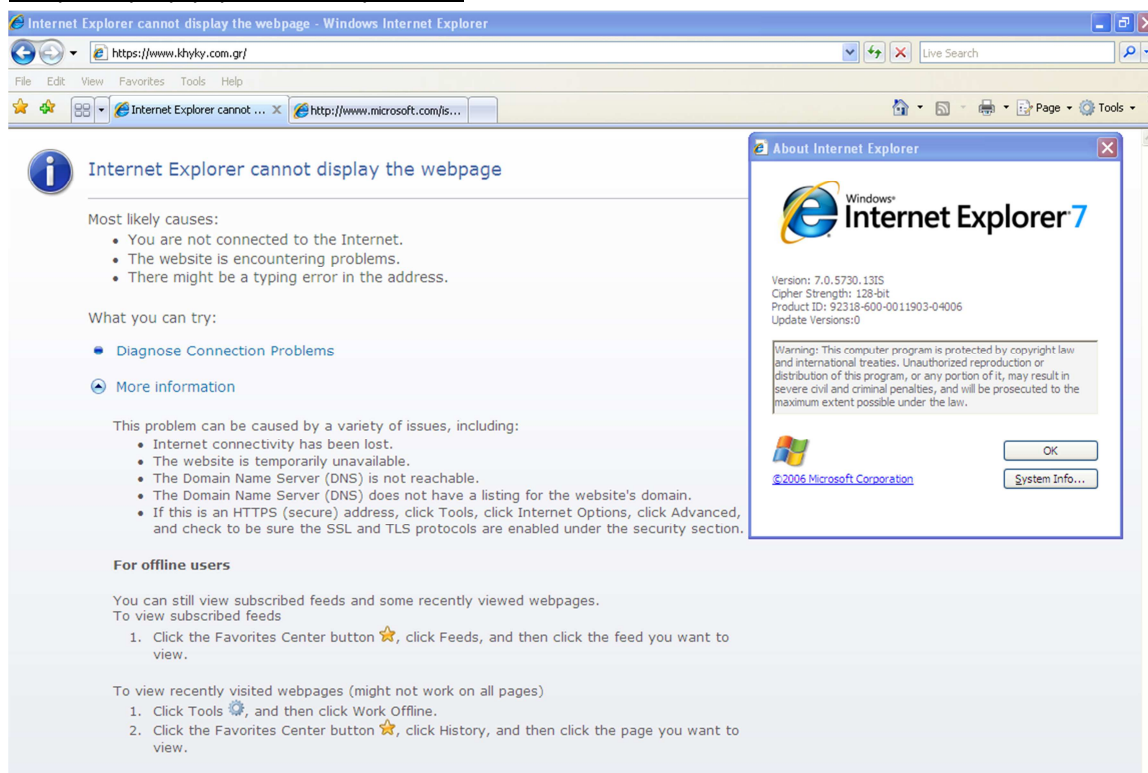 Internet Explorer cannot display the webpage - Windows Internet Explorer
https://www.khyky.com.gr/
Live Search
File Edit View Favorites Tools Help
Internet Explorer cannot ...
http://www.microsoft.com/is...
Page
Tools
Internet Explorer cannot display the webpage
Most likely causes:
• You are not connected to the Internet.
• The website is encountering problems.
• There might be a typing error in the address.
What you can try:
Diagnose Connection Problems
More information
This problem can be caused by a variety of issues, including:
• Internet connectivity has been lost.
• The website is temporarily unavailable.
• The Domain Name Server (DNS) is not reachable.
• The Domain Name Server (DNS) does not have a listing for the website's domain.
• If this is an HTTPS (secure) address, click Tools, click Internet Options, click Advanced,
and check to be sure the SSL and TLS protocols are enabled under the security section.
For offline users
You can still view subscribed feeds and some recently viewed webpages.
To view subscribed feeds
1. Click the Favorites Center button , click Feeds, and then click the feed you want to
view.
To view recently visited webpages (might not work on all pages)
1. Click Tools , and then click Work Offline.
2. Click the Favorites Center button , click History, and then click the page you want to
view.
About Internet Explorer
Windows®
Internet Explorer 7
Version: 7.0.5730.13IS
Cipher Strength: 128-bit
Product ID: 92318-600-0011903-04006
Update Versions:0
Warning: This computer program is protected by copyright law
and international treaties. Unauthorized reproduction or
distribution of this program, or any portion of it, may result in
severe civil and criminal penalties, and will be prosecuted to the
maximum extent possible under the law.
©2006 Microsoft Corporation
OK
System Info...